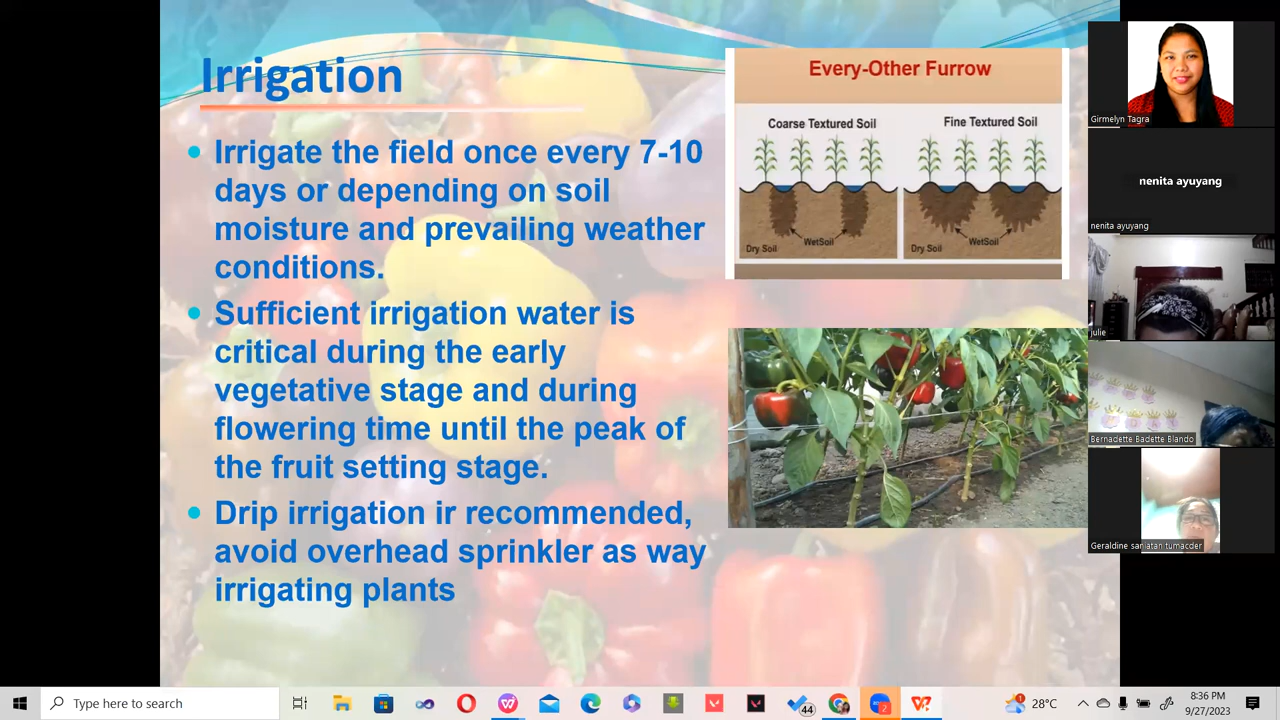 Irrigation
Irrigate the field once every 7-10
days or depending on soil
moisture and prevailing weather
conditions.
Sufficient irrigation water is
critical during the early
vegetative stage and during
flowering time until the peak of
the fruit setting stage.
Drip irrigation ir recommended,
avoid overhead sprinkler as way
irrigating plants
Every-Other Furrow
Coarse Textured Soil
Fine Textured Soil
Dry Soil
WetSoil
Dry Soil
WetSoil
Girmelyn Tagra
nenita ayuyang
nenita ayuyang
julie
Bernadette Badette Blando
Geraldine saniatan tumacder
Type here to search
44
2
1
28°C
8:36 PM
9/27/2023